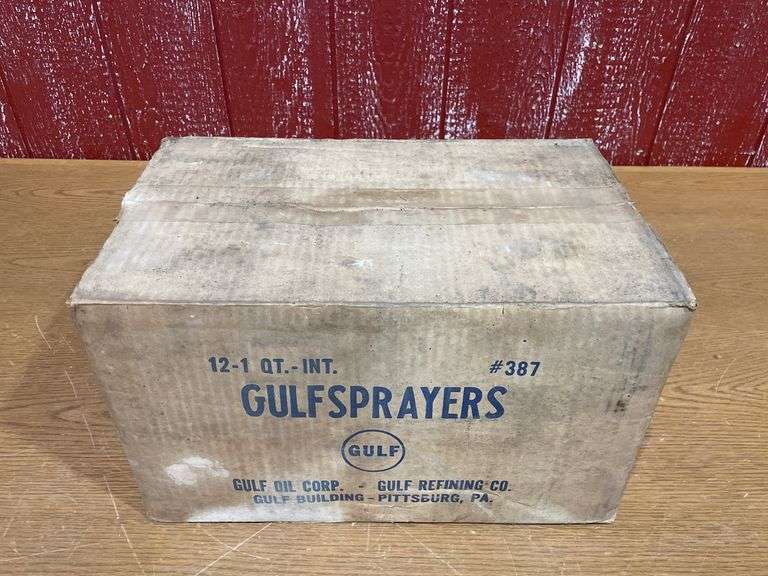 12-1 QT.-INT. #387
GULFSPRAYERS
GULF
GULF OIL CORP. - GULF REFINING CO.
GULF BUILDING - PITTSBURG, PA.